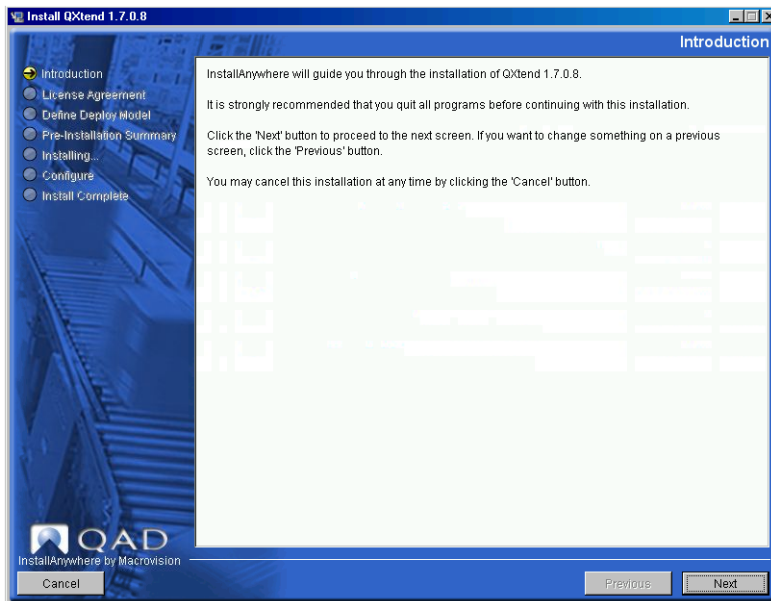 Install QXtend 1.7.0.8
Introduction
Introduction
License Agreement
Define Deploy Model
Pre-Installation Summary
Installing...
Configure
Install Complete
InstallAnywhere will guide you through the installation of QXtend 1.7.0.8.
It is strongly recommended that you quit all programs before continuing with this installation.
Click the 'Next' button to proceed to the next screen. If you want to change something on a previous
screen, click the 'Previous' button.
You may cancel this installation at any time by clicking the 'Cancel' button.
QAD
InstallAnywhere by Macrovision
Cancel
Previous
Next